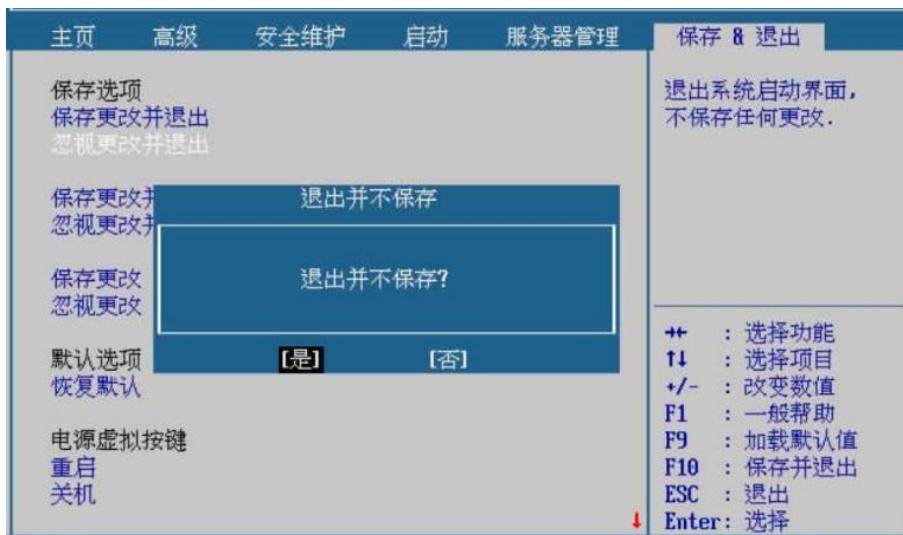 主页 高级 安全维护 启动 服务器管理 保存 & 退出
保存选项
保存更改并退出
忽视更改并退出
保存更改并
忽视更改并
保存更改
忽视更改
默认选项
恢复默认
电源虚拟按键
重启
关机
退出并不保存
退出并不保存?
[是] [否]
退出系统启动界面,
不保存任何更改.
→← : 选择功能
↑↓ : 选择项目
+/- : 改变数值
F1 : 一般帮助
F9 : 加载默认值
F10 : 保存并退出
ESC : 退出
Enter: 选择